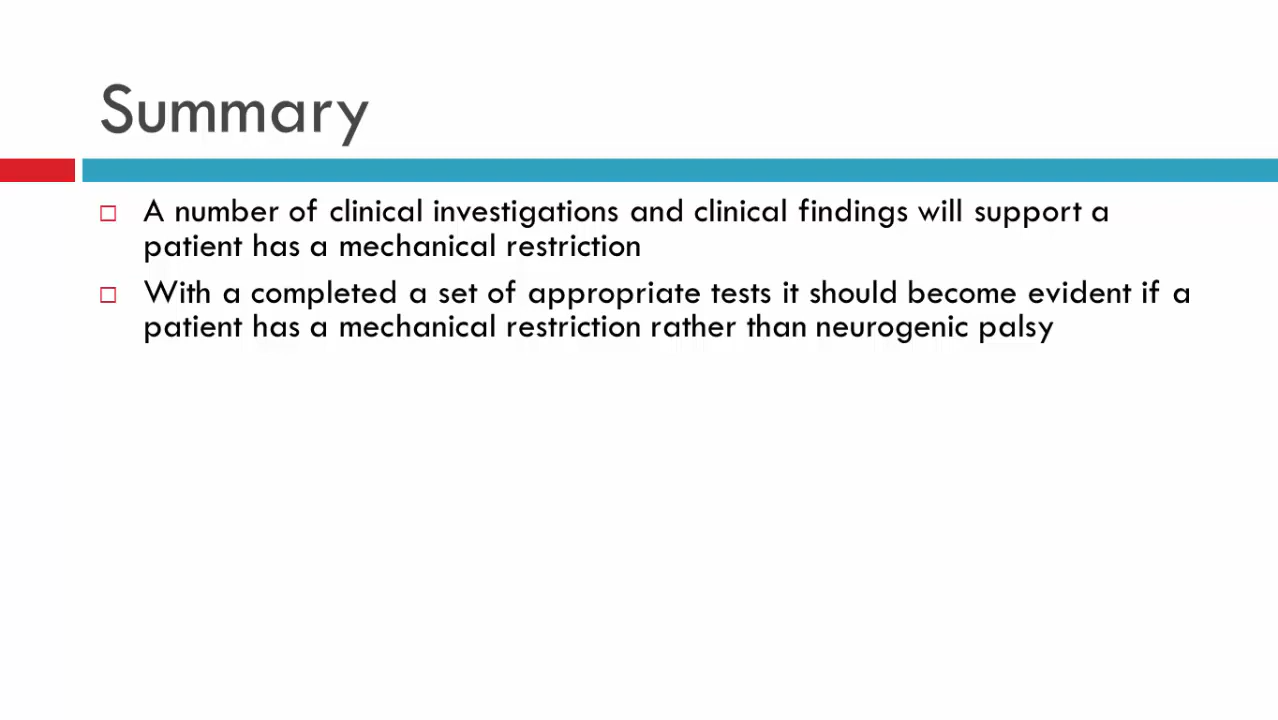 Summary
A number of clinical investigations and clinical findings will support a
patient has a mechanical restriction
With a completed a set of appropriate tests it should become evident if a
patient has a mechanical restriction rather than neurogenic palsy